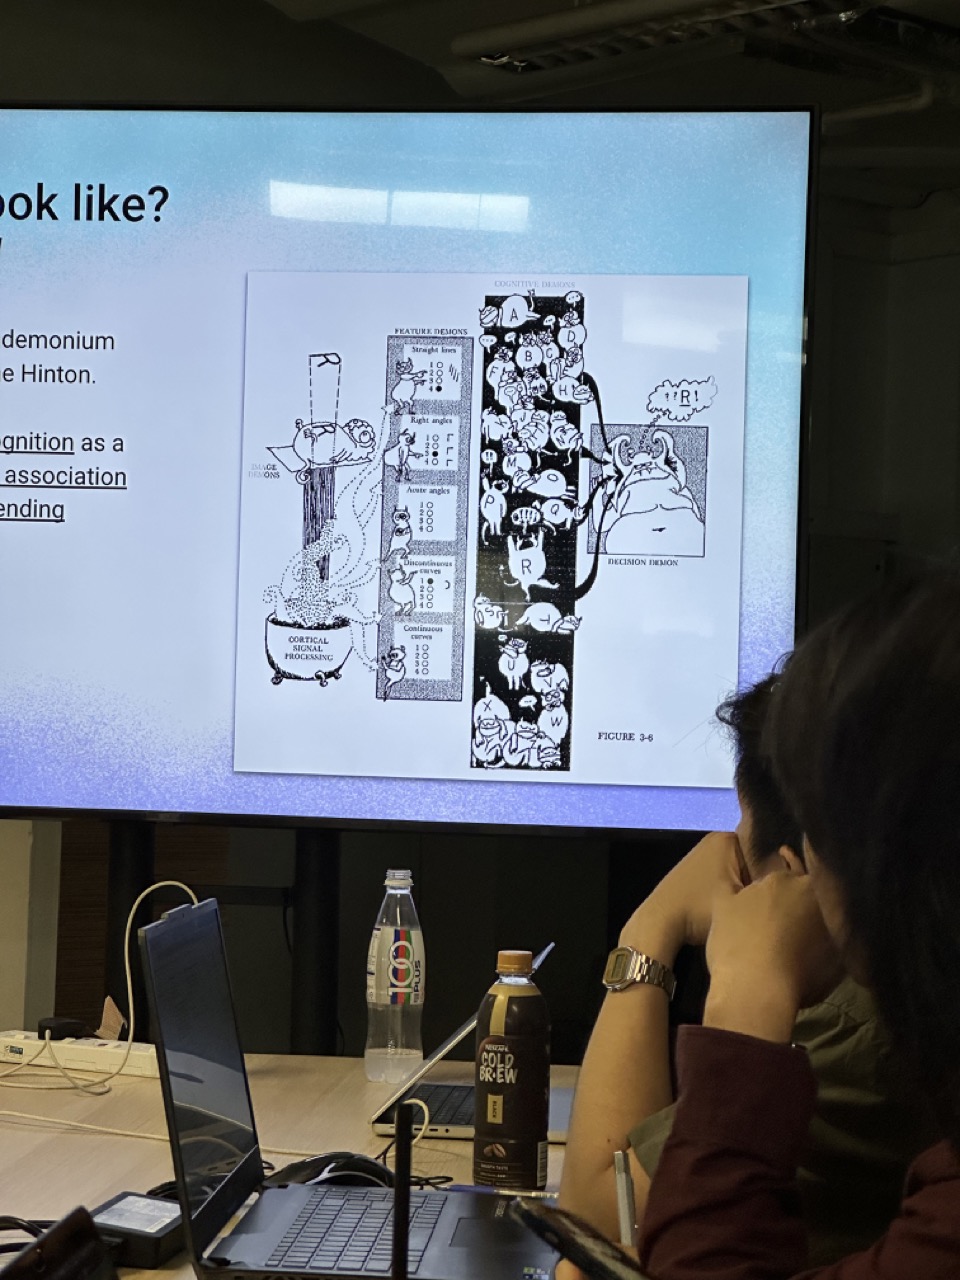 ook like?
demonium
e Hinton.
ognition as a
association
ending
COGNITIVE DEMONS
FEATURE DEMONS
Straight lines
1
2
3
4
Right angles
1
2
3
4
Acute angles
1
2
3
4
Discontinuous
curves
1
2
3
4
Continuous
curves
1
2
3
4
IMAGE
DEMONS
CORTICAL
SIGNAL
PROCESSING
A
D
B
C
G
F
H
J
M
P
Q
R
J
X
W
Z
??R!
DECISION DEMON
FIGURE 3-6
100
PLUS
NESCAFE
COLD
BREW
BLACK